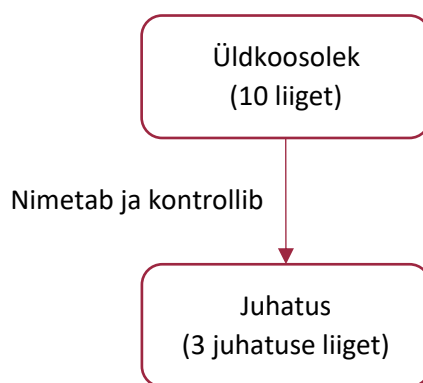 Üldkoosolek
(10 liiget)
Nimetab ja kontrollib
Juhatus
(3 juhatuse liiget)